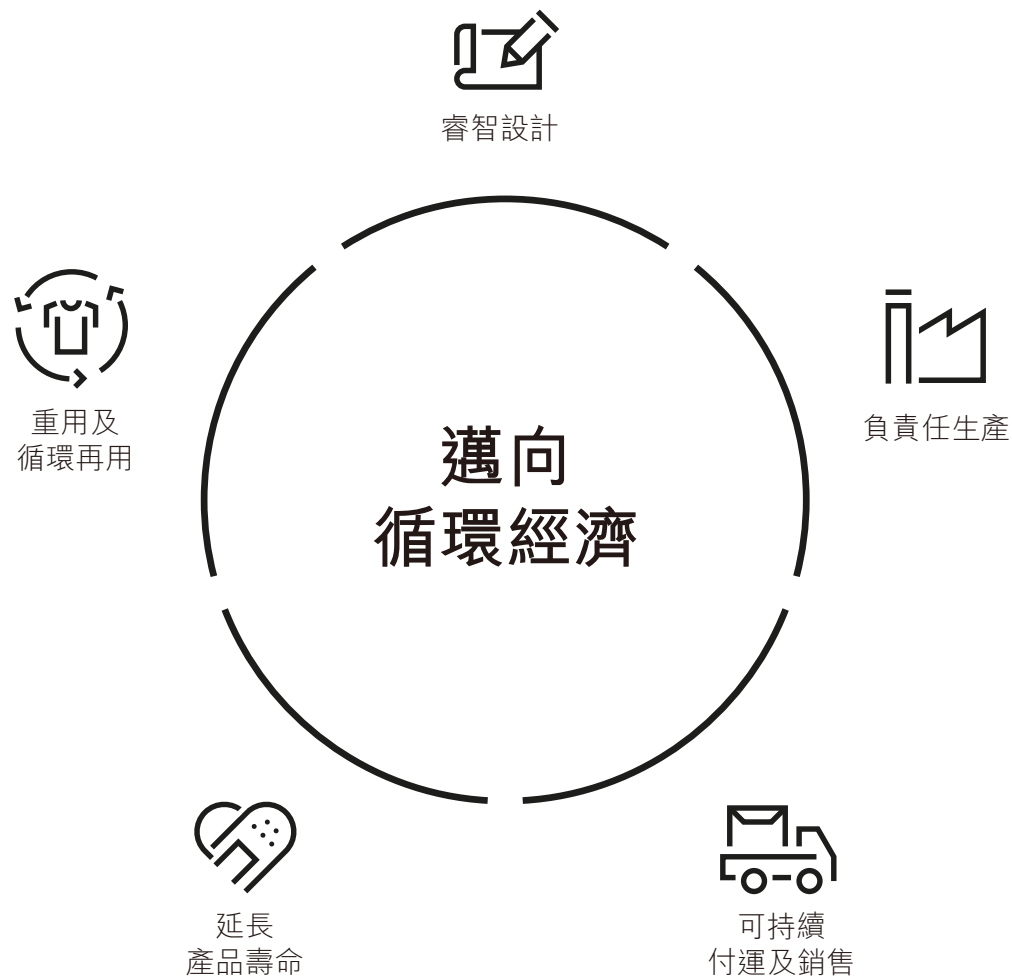 睿智設計
重用及
循環再用
負責任生產
邁向
循環經濟
延長
產品壽命
可持續
付運及銷售